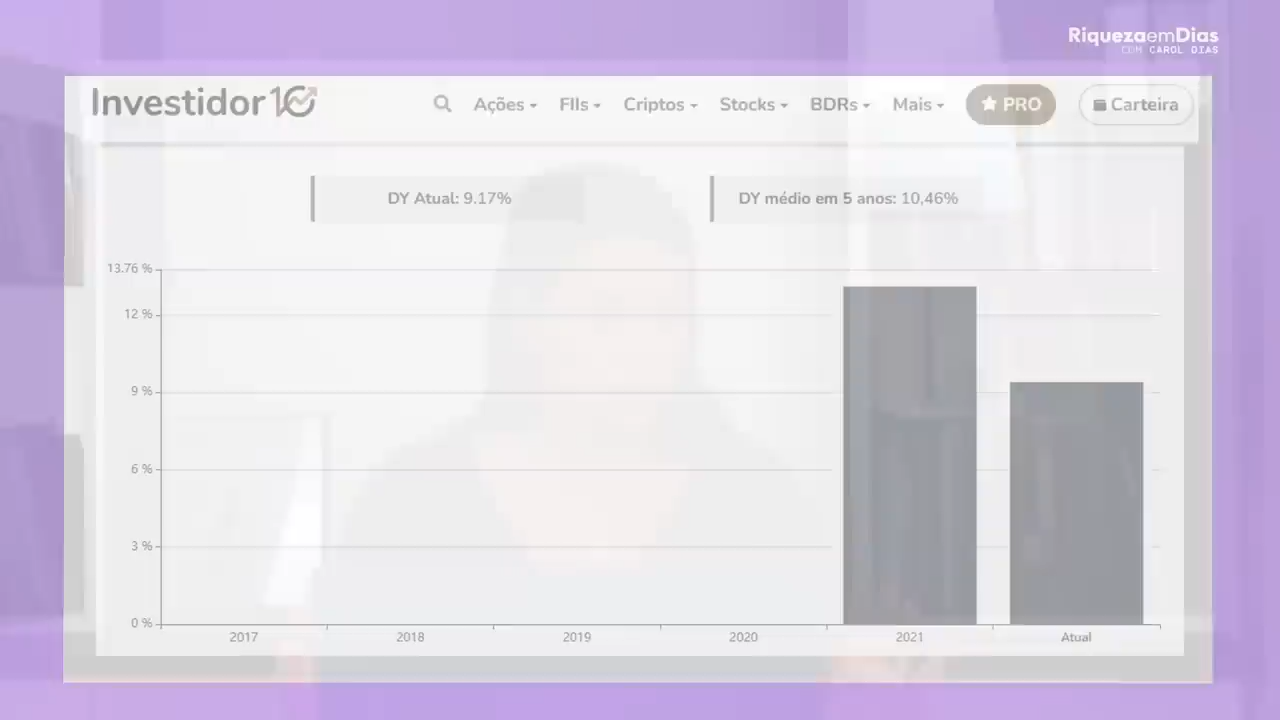 RiquezaemDias
COM CAROL DIAS
Investidor10
Ações
FIIs
Criptos
Stocks
BDRs
Mais
PRO
Carteira
DY Atual: 9.17%
DY médio em 5 anos: 10,46%
13.76 %
12 %
9 %
6 %
3 %
0 %
2017
2018
2019
2020
2021
Atual